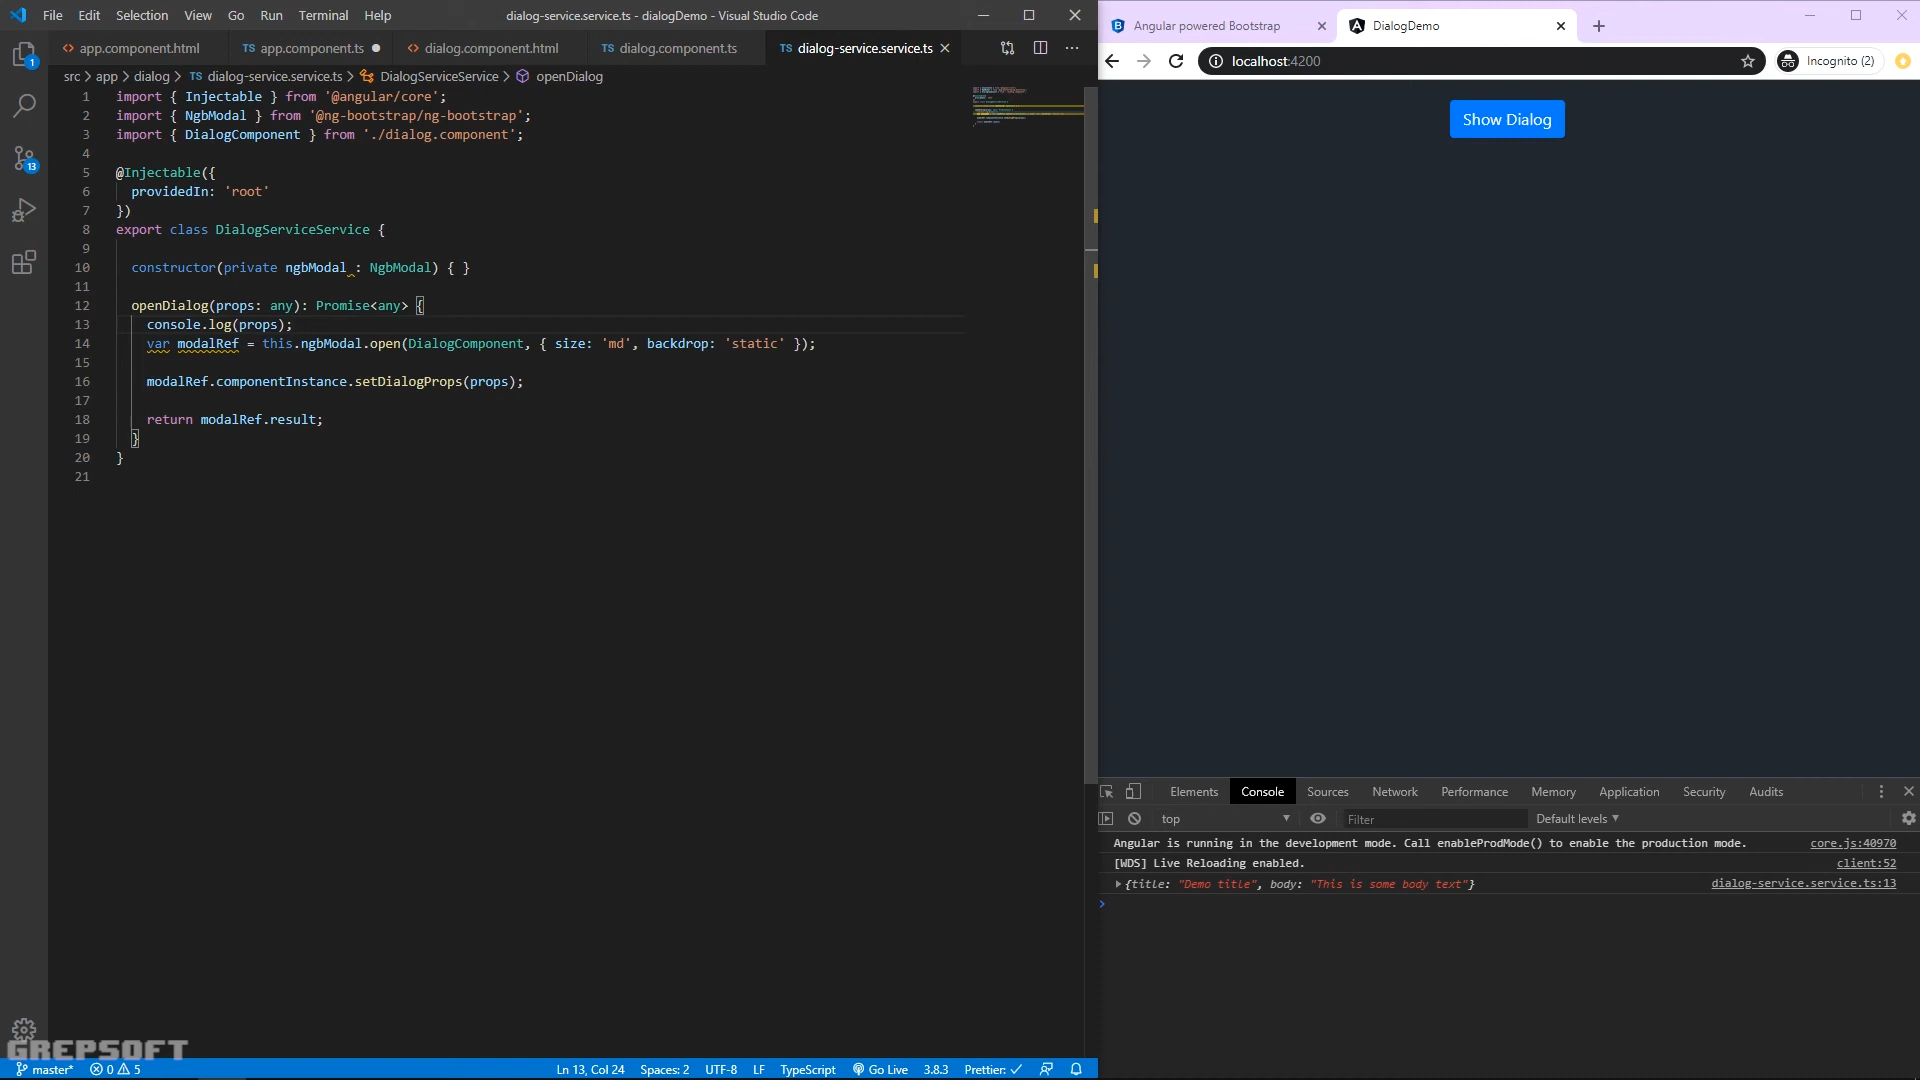 File Edit Selection View Go Run Terminal Help
dialog-service.service.ts - dialogDemo - Visual Studio Code
app.component.html TS app.component.ts dialog.component.html TS dialog.component.ts TS dialog-service.service.ts
src > app > dialog > TS dialog-service.service.ts > DialogServiceService > openDialog
1 import { Injectable } from '@angular/core';
2 import { NgbModal } from '@ng-bootstrap/ng-bootstrap';
3 import { DialogComponent } from './dialog.component';
4
5 @Injectable({
6 providedIn: 'root'
7 })
8 export class DialogServiceService {
9
10 constructor(private ngbModal : NgbModal) { }
11
12 openDialog(props: any): Promise<any> {
13 console.log(props);
14 var modalRef = this.ngbModal.open(DialogComponent, { size: 'md', backdrop: 'static' });
15
16 modalRef.componentInstance.setDialogProps(props);
17
18 return modalRef.result;
19 }
20 }
21
1
13
GREPSOFT
master* 0 5 Ln 13, Col 24 Spaces: 2 UTF-8 LF TypeScript Go Live 3.8.3 Prettier: ✓
Angular powered Bootstrap DialogDemo
localhost:4200 Incognito (2)
Show Dialog
Elements Console Sources Network Performance Memory Application Security Audits
top Filter Default levels
Angular is running in the development mode. Call enableProdMode() to enable the production mode. core.js:40970
[WDS] Live Reloading enabled. client:52
{title: "Demo title", body: "This is some body text"} dialog-service.service.ts:13